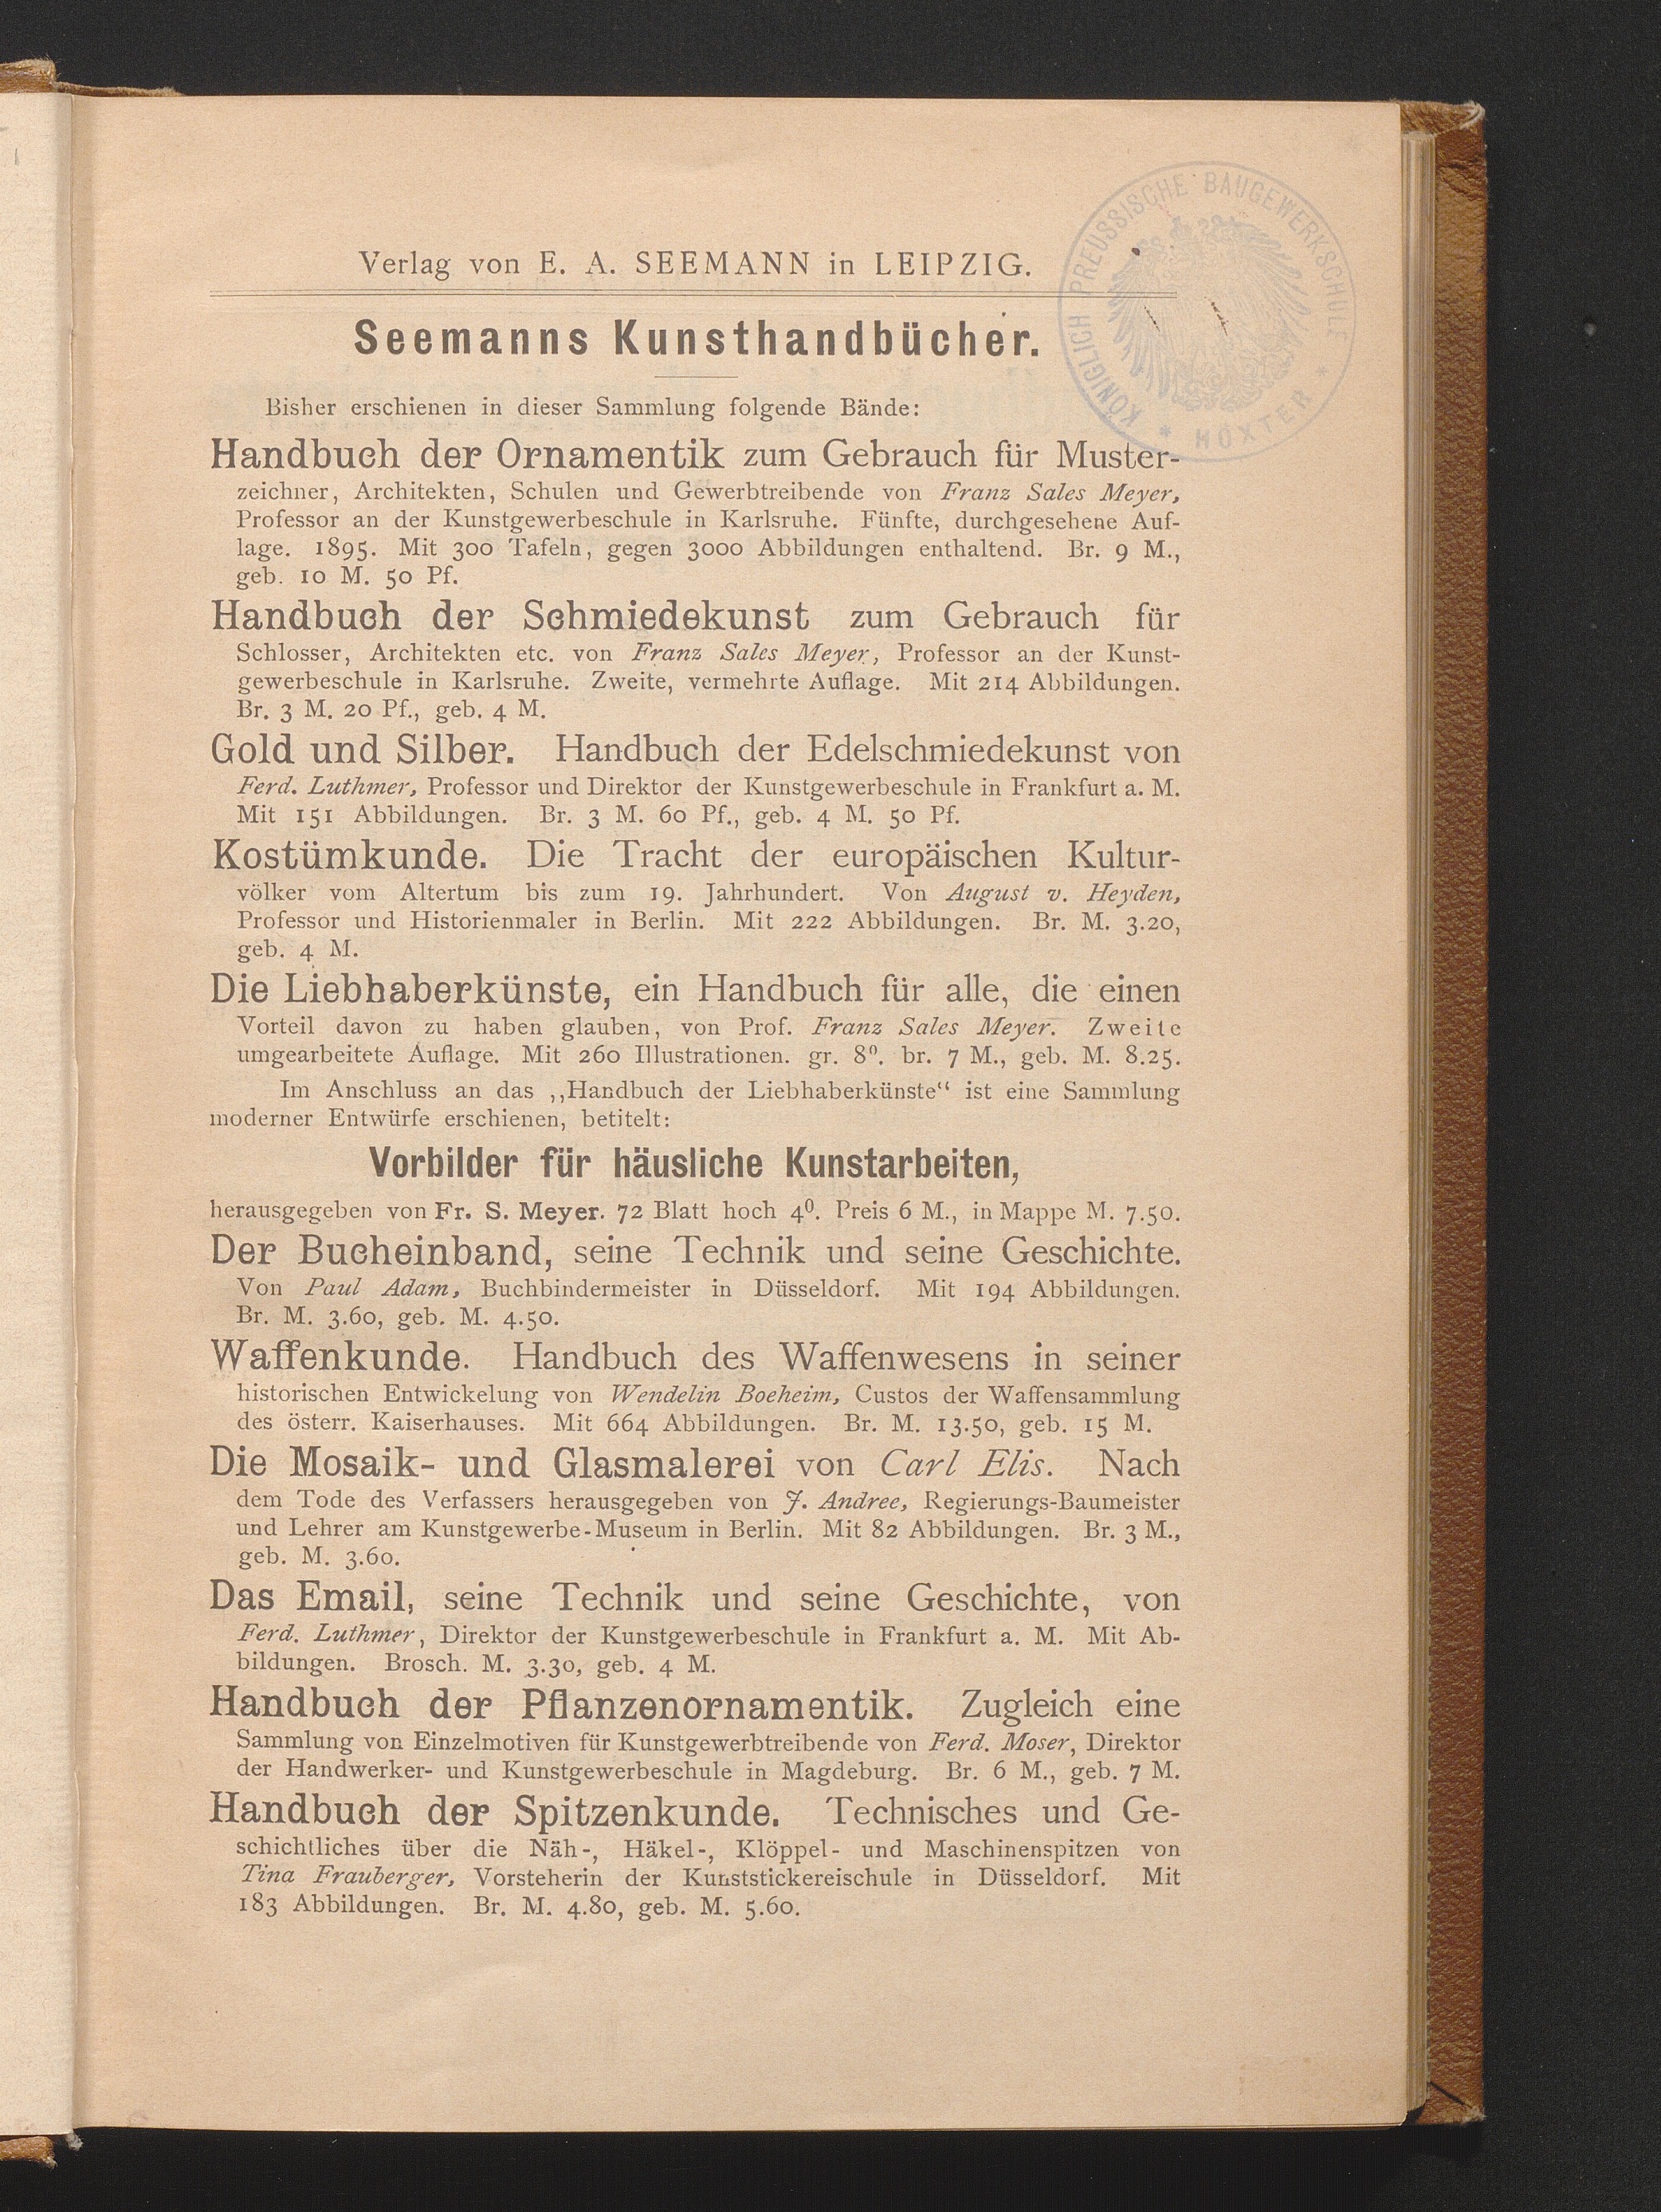 KÖNIGLICH PREUSSISCHE BAUGEWERKSCHULE
* HÖXTER *
Verlag von E. A. SEEMANN in LEIPZIG.
Seemanns Kunsthandbücher.
Bisher erschienen in dieser Sammlung folgende Bände:
Handbuch der Ornamentik zum Gebrauch für Muster-
zeichner, Architekten, Schulen und Gewerbtreibende von Franz Sales Meyer,
Professor an der Kunstgewerbeschule in Karlsruhe. Fünfte, durchgesehene Auf-
lage. 1895. Mit 300 Tafeln, gegen 3000 Abbildungen enthaltend. Br. 9 M.,
geb. 10 M. 50 Pf.
Handbuch der Schmiedekunst zum Gebrauch für
Schlosser, Architekten etc. von Franz Sales Meyer, Professor an der Kunst-
gewerbeschule in Karlsruhe. Zweite, vermehrte Auflage. Mit 214 Abbildungen.
Br. 3 M. 20 Pf., geb. 4 M.
Gold und Silber. Handbuch der Edelschmiedekunst von
Ferd. Luthmer, Professor und Direktor der Kunstgewerbeschule in Frankfurt a. M.
Mit 151 Abbildungen. Br. 3 M. 60 Pf., geb. 4 M. 50 Pf.
Kostümkunde. Die Tracht der europäischen Kultur-
völker vom Altertum bis zum 19. Jahrhundert. Von August v. Heyden,
Professor und Historienmaler in Berlin. Mit 222 Abbildungen. Br. M. 3.20,
geb. 4 M.
Die Liebhaberkünste, ein Handbuch für alle, die einen
Vorteil davon zu haben glauben, von Prof. Franz Sales Meyer. Zweite
umgearbeitete Auflage. Mit 260 Illustrationen. gr. 8⁰. br. 7 M., geb. M. 8.25.
Im Anschluss an das ,,Handbuch der Liebhaberkünste“ ist eine Sammlung
moderner Entwürfe erschienen, betitelt:
Vorbilder für häusliche Kunstarbeiten,
herausgegeben von Fr. S. Meyer. 72 Blatt hoch 4⁰. Preis 6 M., in Mappe M. 7.50.
Der Bucheinband, seine Technik und seine Geschichte.
Von Paul Adam, Buchbindermeister in Düsseldorf. Mit 194 Abbildungen.
Br. M. 3.60, geb. M. 4.50.
Waffenkunde. Handbuch des Waffenwesens in seiner
historischen Entwickelung von Wendelin Boeheim, Custos der Waffensammlung
des österr. Kaiserhauses. Mit 664 Abbildungen. Br. M. 13.50, geb. 15 M.
Die Mosaik- und Glasmalerei von Carl Elis. Nach
dem Tode des Verfassers herausgegeben von J. Andree, Regierungs-Baumeister
und Lehrer am Kunstgewerbe-Museum in Berlin. Mit 82 Abbildungen. Br. 3 M.,
geb. M. 3.60.
Das Email, seine Technik und seine Geschichte, von
Ferd. Luthmer, Direktor der Kunstgewerbeschule in Frankfurt a. M. Mit Ab-
bildungen. Brosch. M. 3.30, geb. 4 M.
Handbuch der Pflanzenornamentik. Zugleich eine
Sammlung von Einzelmotiven für Kunstgewerbtreibende von Ferd. Moser, Direktor
der Handwerker- und Kunstgewerbeschule in Magdeburg. Br. 6 M., geb. 7 M.
Handbuch der Spitzenkunde. Technisches und Ge-
schichtliches über die Näh-, Häkel-, Klöppel- und Maschinenspitzen von
Tina Frauberger, Vorsteherin der Kunststickereischule in Düsseldorf. Mit
183 Abbildungen. Br. M. 4.80, geb. M. 5.60.